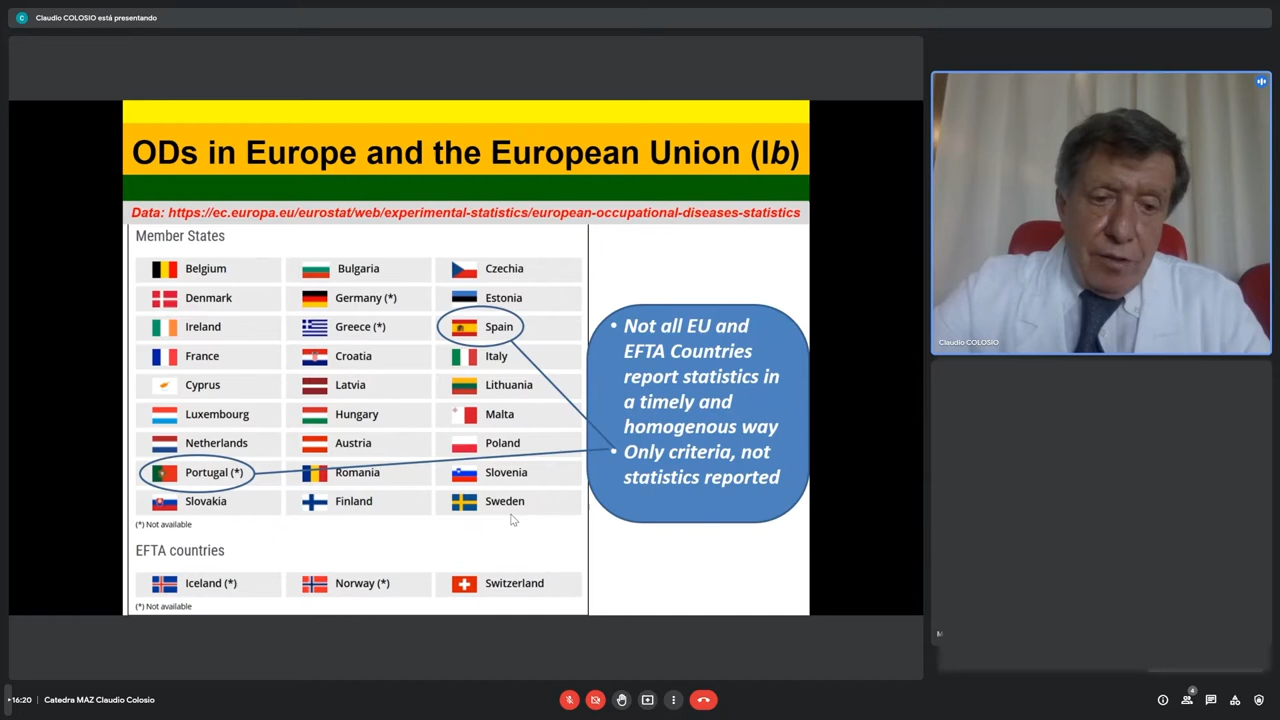 C Claudio COLOSIO está presentando
ODs in Europe and the European Union (Ib)
Data: https://ec.europa.eu/eurostat/web/experimental-statistics/european-occupational-diseases-statistics
Member States
Belgium Bulgaria Czechia
Denmark Germany (*) Estonia
Ireland Greece (*) Spain
France Croatia Italy
Cyprus Latvia Lithuania
Luxembourg Hungary Malta
Netherlands Austria Poland
Portugal (*) Romania Slovenia
Slovakia Finland Sweden
(*) Not available
EFTA countries
Iceland (*) Norway (*) Switzerland
(*) Not available
• Not all EU and
EFTA Countries
report statistics in
a timely and
homogenous way
• Only criteria, not
statistics reported
Claudio COLOSIO
M
16:20 | Catedra MAZ Claudio Colosio
4